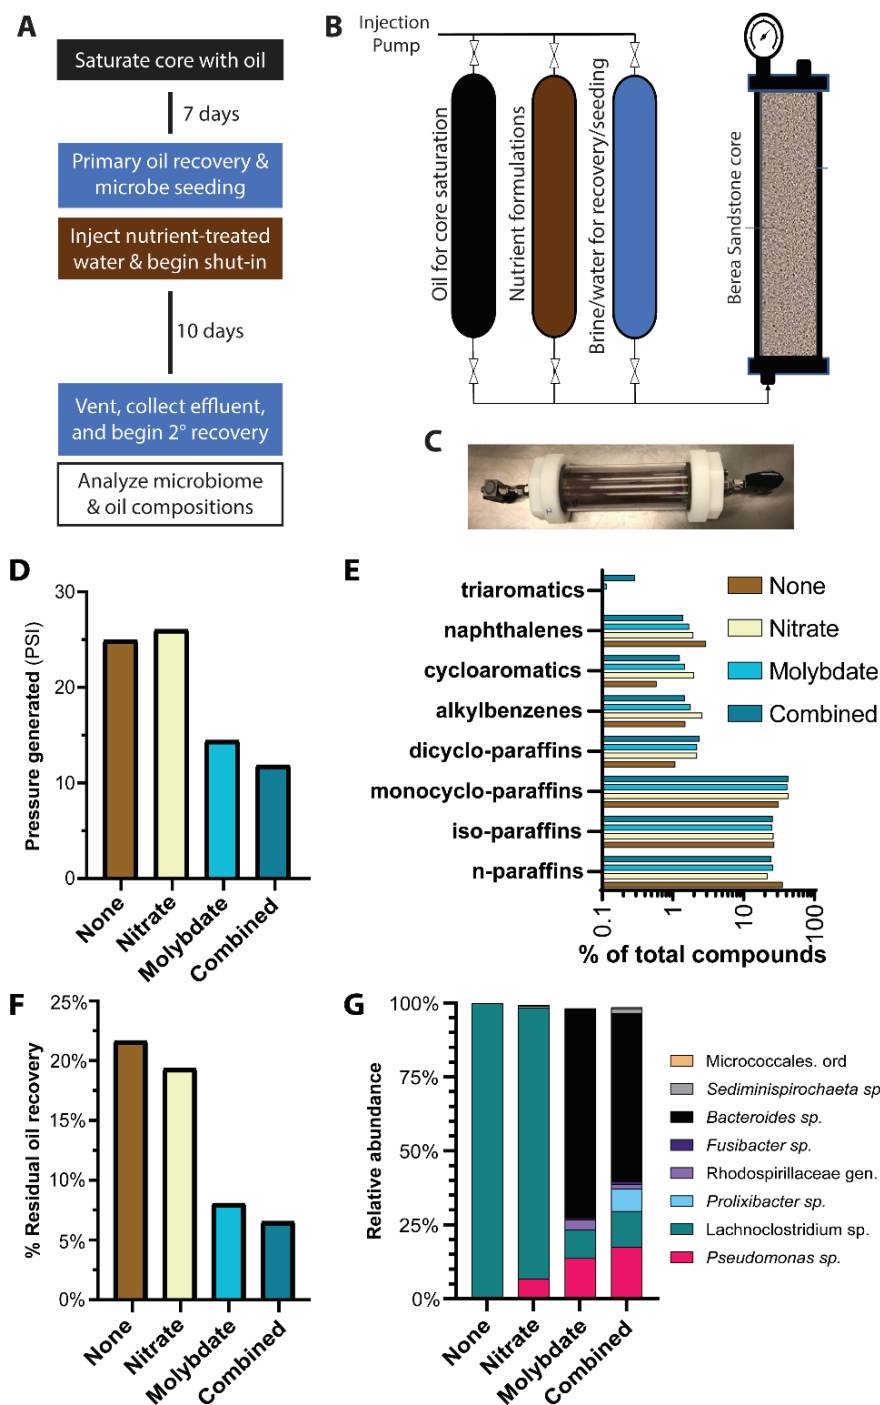 A
Saturate core with oil
7 days
Primary oil recovery &
microbe seeding
Inject nutrient-treated
water & begin shut-in
10 days
Vent, collect effluent,
and begin 2° recovery
Analyze microbiome
& oil compositions
B
Injection
Pump
Oil for core saturation
Nutrient formulations
Brine/water for recovery/seeding
Berea Sandstone core
C
D
Pressure generated (PSI)
30
20
10
0
None
Nitrate
Molybdate
Combined
E
triaromatics
naphthalenes
cycloaromatics
alkylbenzenes
dicyclo-paraffins
monocyclo-paraffins
iso-paraffins
n-paraffins
0.1
1
10
100
% of total compounds
None
Nitrate
Molybdate
Combined
F
% Residual oil recovery
25%
20%
15%
10%
5%
0%
None
Nitrate
Molybdate
Combined
G
Relative abundance
100%
75%
50%
25%
0%
None
Nitrate
Molybdate
Combined
Micrococcales. ord
Sediminispirochaeta sp
Bacteroides sp.
Fusibacter sp.
Rhodospirillaceae gen.
Prolixibacter sp.
Lachnoclostridium sp.
Pseudomonas sp.